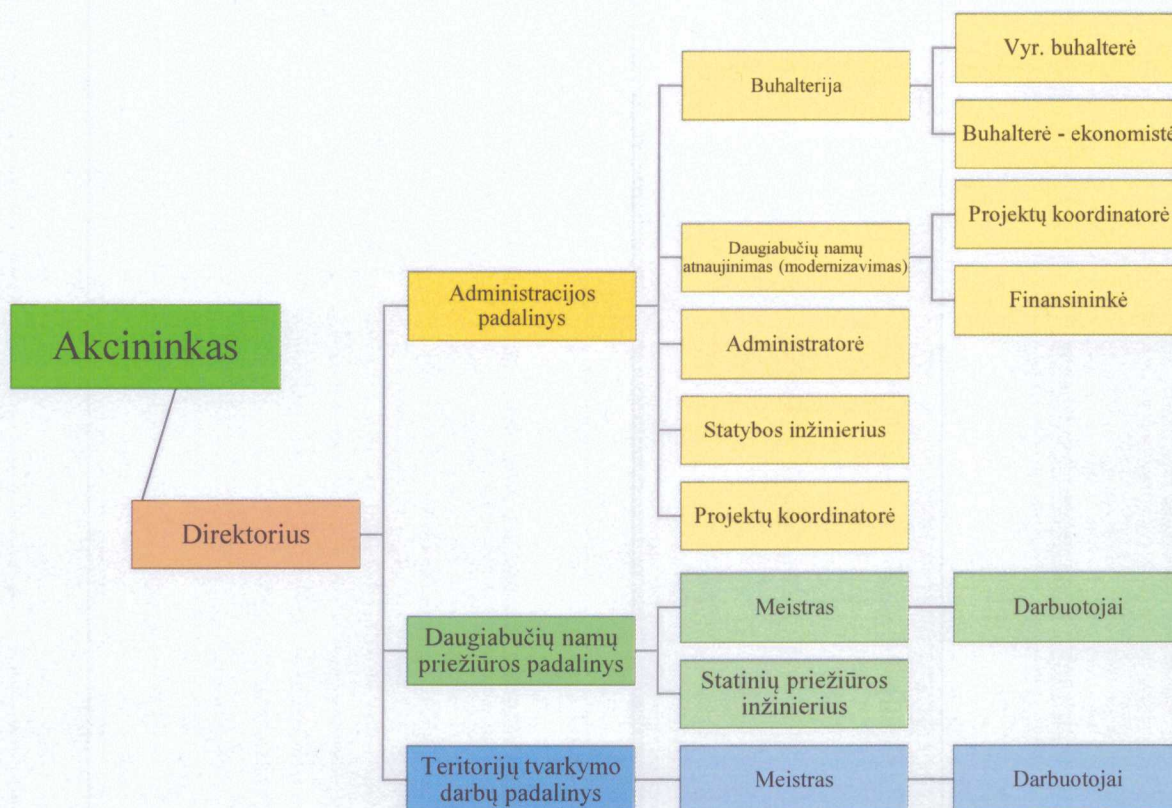 Akcininkas
Direktorius
Administracijos
padalinys
Buhalterija
Vyr. buhalterė
Buhalterė - ekonomistė
Daugiabučių namų
atnaujinimas (modernizavimas)
Projektų koordinatorė
Finansininkė
Administratorė
Statybos inžinierius
Projektų koordinatorė
Daugiabučių namų
priežiūros padalinys
Meistras
Darbuotojai
Statinių priežiūros
inžinierius
Teritorijų tvarkymo
darbų padalinys
Meistras
Darbuotojai